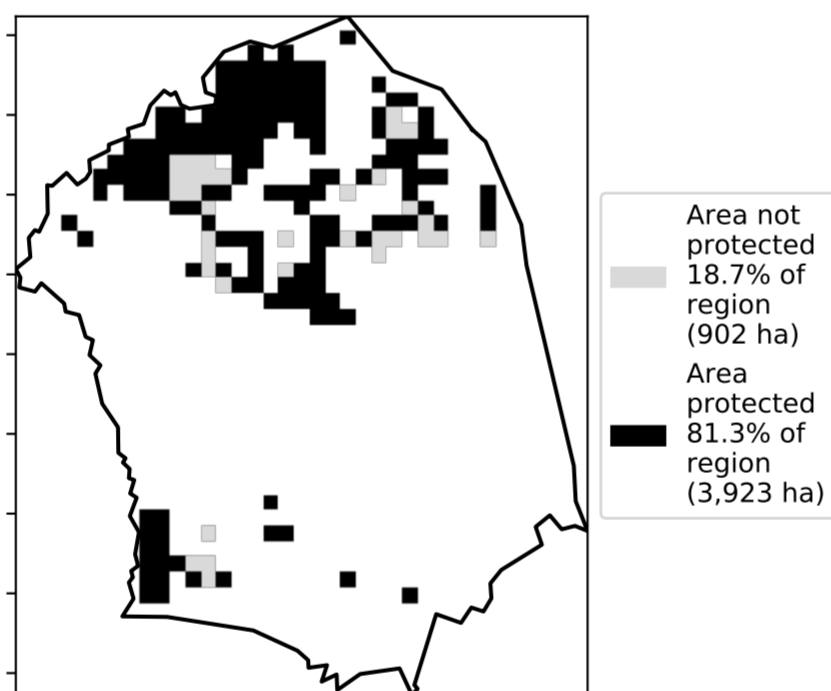 Area not
protected
18.7% of
region
(902 ha)
Area
protected
81.3% of
region
(3,923 ha)